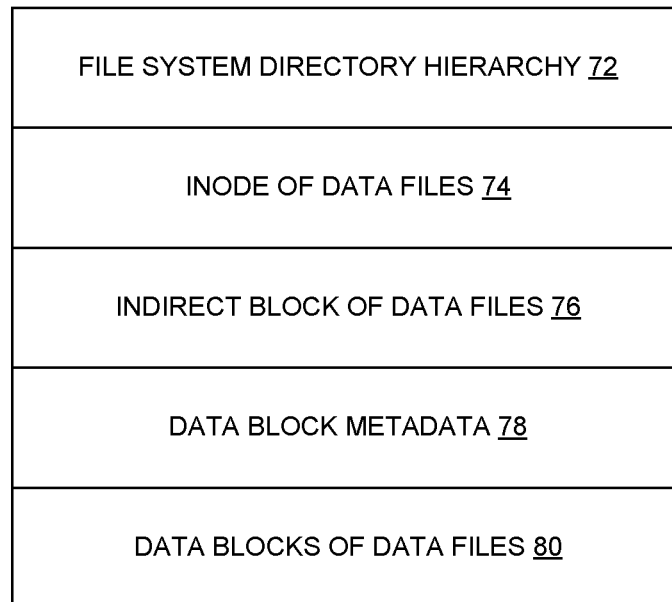 FILE SYSTEM DIRECTORY HIERARCHY 72
INODE OF DATA FILES 74
INDIRECT BLOCK OF DATA FILES 76
DATA BLOCK METADATA 78
DATA BLOCKS OF DATA FILES 80